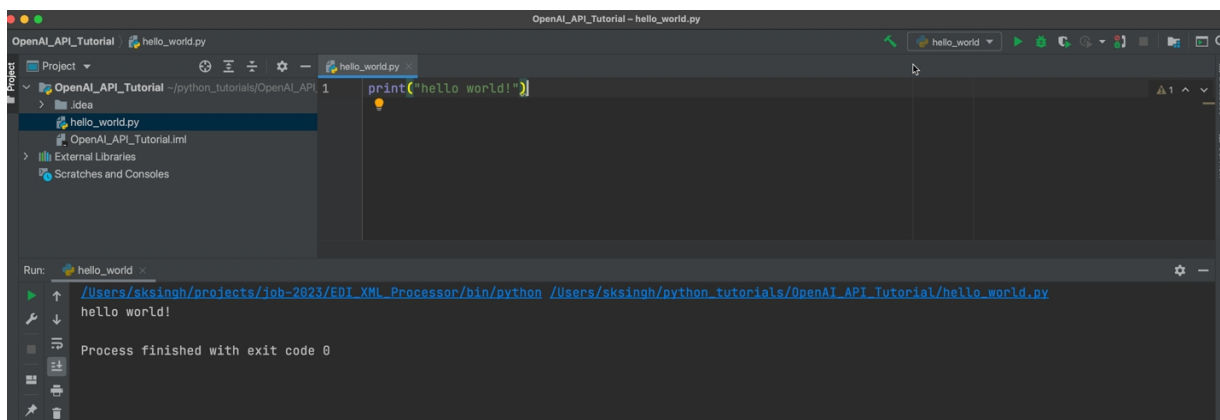 OpenAI_API_Tutorial – hello_world.py
OpenAI_API_Tutorial hello_world.py
hello_world
Project
Project
hello_world.py
OpenAI_API_Tutorial ~/python_tutorials/OpenAI_API_
1 print("hello world!")
1
.idea
hello_world.py
OpenAI_API_Tutorial.iml
External Libraries
Scratches and Consoles
Run: hello_world
/Users/sksingh/projects/job-2023/EDI_XML_Processor/bin/python /Users/sksingh/python_tutorials/OpenAI_API_Tutorial/hello_world.py
hello world!
Process finished with exit code 0